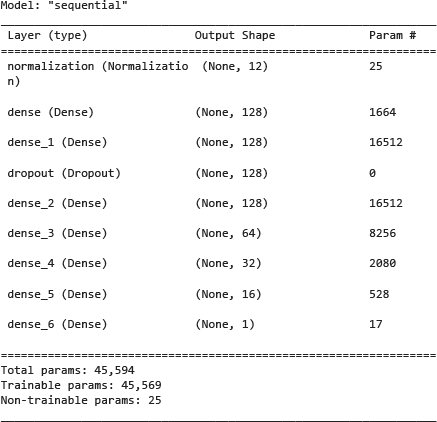 Model: "sequential"
Layer (type) Output Shape Param #
normalization (Normalizatio (None, 12) 25
n)
dense (Dense) (None, 128) 1664
dense_1 (Dense) (None, 128) 16512
dropout (Dropout) (None, 128) 0
dense_2 (Dense) (None, 128) 16512
dense_3 (Dense) (None, 64) 8256
dense_4 (Dense) (None, 32) 2080
dense_5 (Dense) (None, 16) 528
dense_6 (Dense) (None, 1) 17
Total params: 45,594
Trainable params: 45,569
Non-trainable params: 25